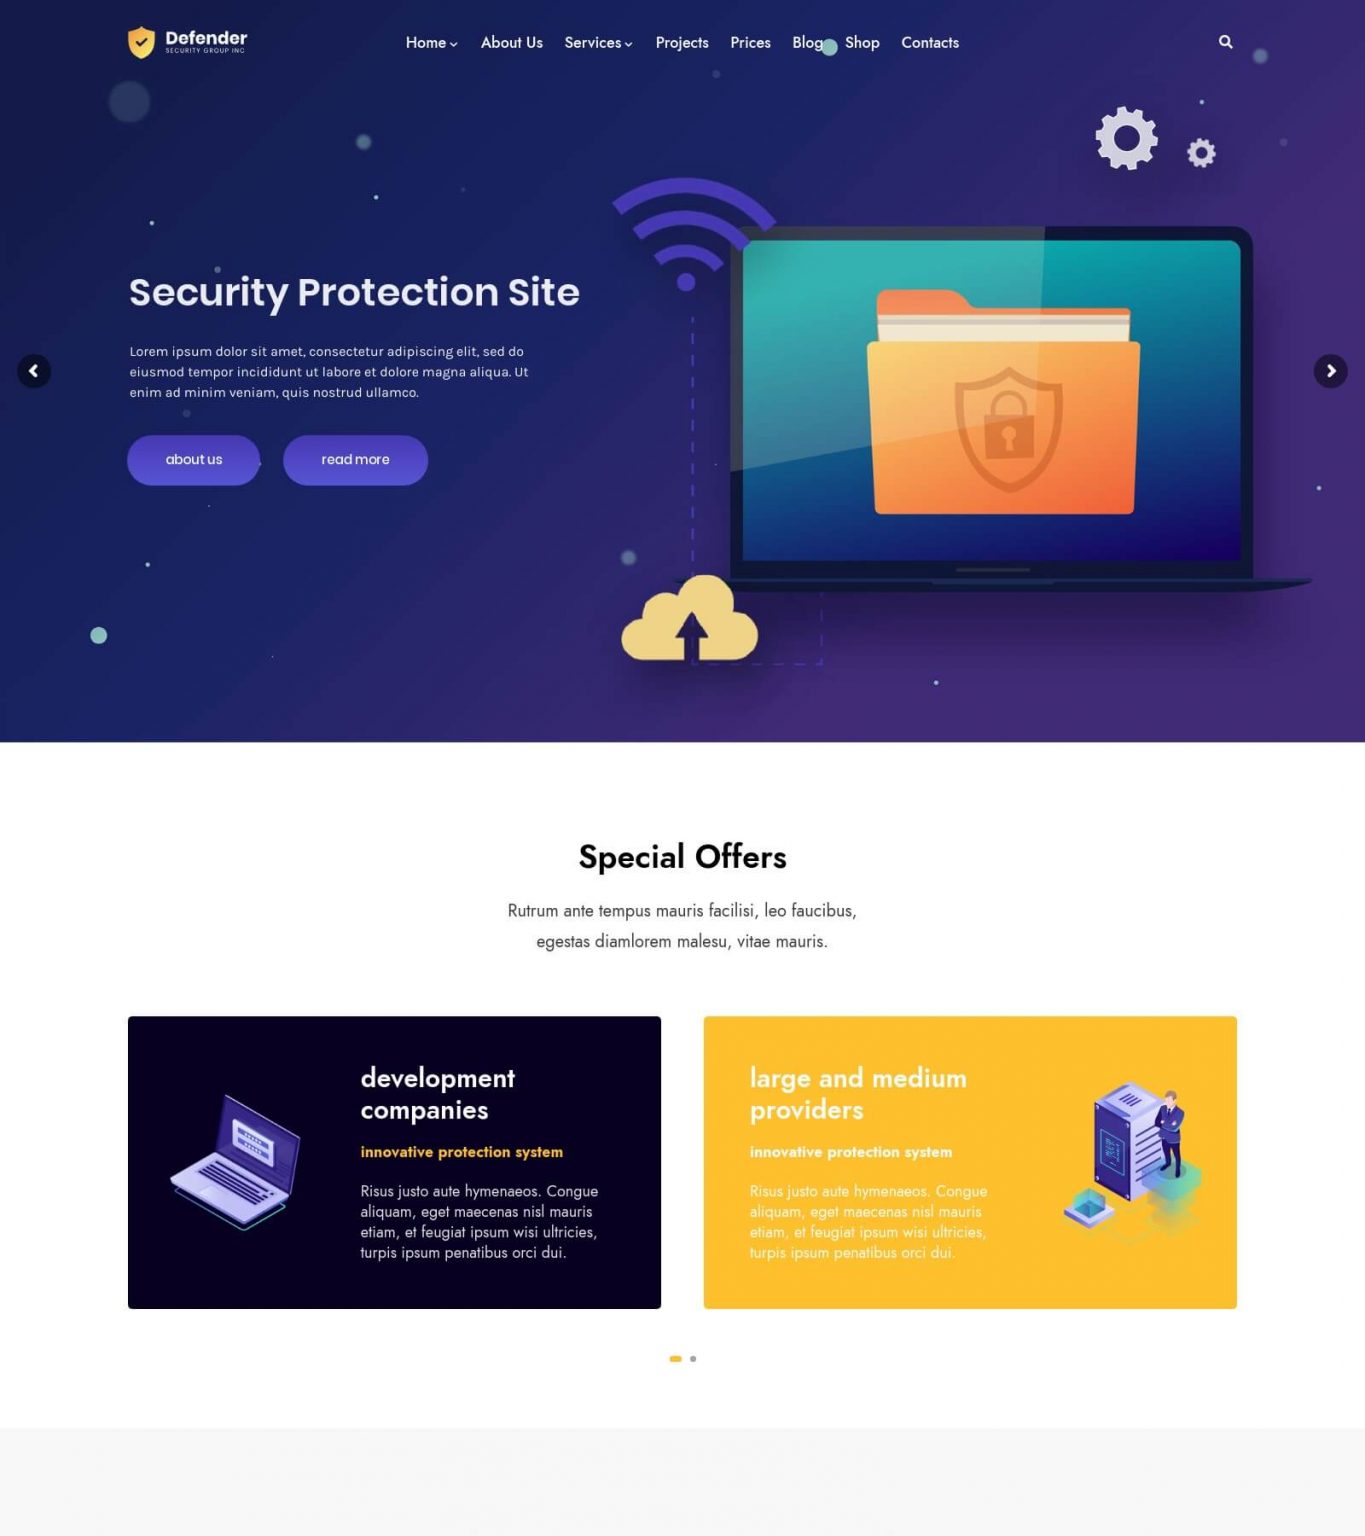 Defender
SECURITY GROUP INC
Home
About Us
Services
Projects
Prices
Blog
Shop
Contacts
Security Protection Site
Lorem ipsum dolor sit amet, consectetur adipiscing elit, sed do
eiusmod tempor incididunt ut labore et dolore magna aliqua. Ut
enim ad minim veniam, quis nostrud ullamco.
about us
read more
Special Offers
Rutrum ante tempus mauris facilisi, leo faucibus,
egestas diamlorem malesu, vitae mauris.
development
companies
innovative protection system
Risus justo aute hymenaeos. Congue
aliquam, eget maecenas nisl mauris
etiam, et feugiat ipsum wisi ultricies,
turpis ipsum penatibus orci dui.
large and medium
providers
innovative protection system
Risus justo aute hymenaeos. Congue
aliquam, eget maecenas nisl mauris
etiam, et feugiat ipsum wisi ultricies,
turpis ipsum penatibus orci dui.